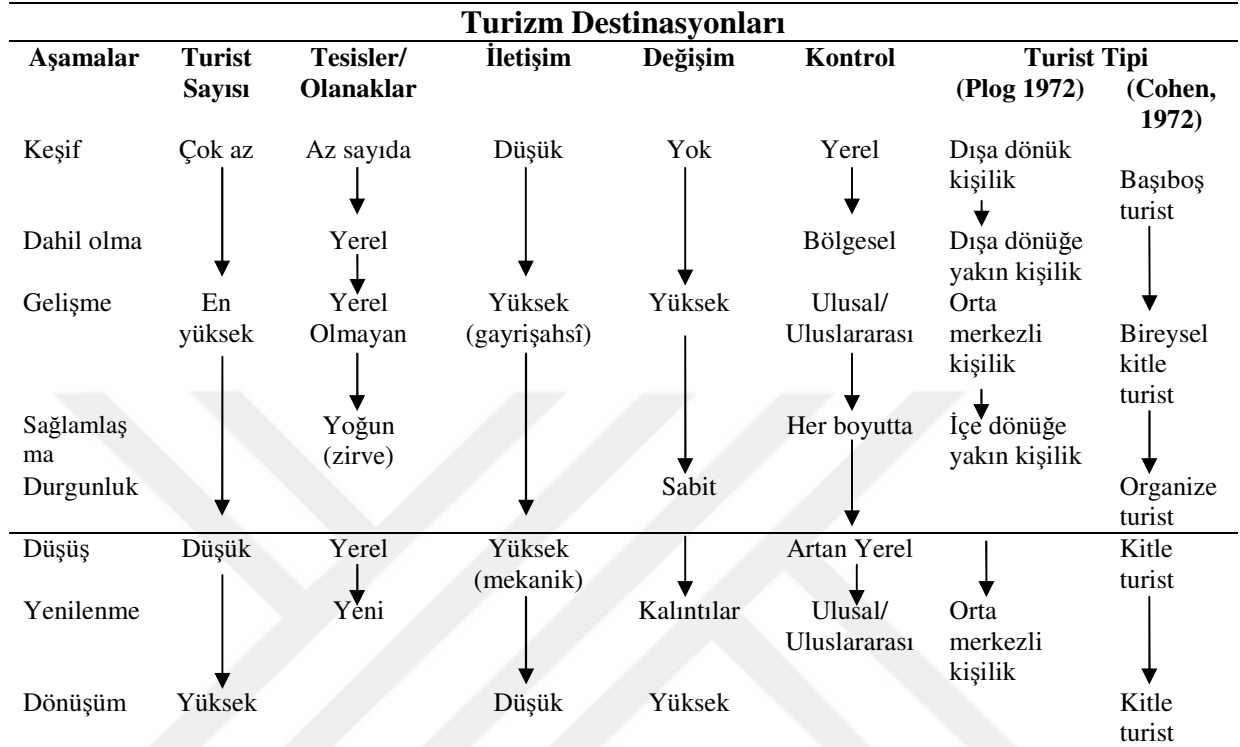 Turizm Destinasyonları
Aşamalar Turist Tesisler/ İletişim Değişim Kontrol Turist Tipi
Sayısı Olanaklar (Plog 1972) (Cohen,
1972)
Keşif Çok az Az sayıda Düşük Yok Yerel Dışa dönük
kişilik Başıboş
turist
Dahil olma Yerel Bölgesel Dışa dönüğe
yakın kişilik
Gelişme En Yerel Yüksek Yüksek Ulusal/ Orta
yüksek Olmayan (gayrişahsî) Uluslararası merkezli Bireysel
kişilik kitle
turist
Sağlamlaş Yoğun Her boyutta İçe dönüğe
ma (zirve) yakın kişilik
Durgunluk Sabit Organize
turist
Düşüş Düşük Yerel Yüksek Artan Yerel Kitle
(mekanik) turist
Yenilenme Yeni Kalıntılar Ulusal/ Orta
Uluslararası merkezli
kişilik
Dönüşüm Yüksek Düşük Yüksek Kitle
turist